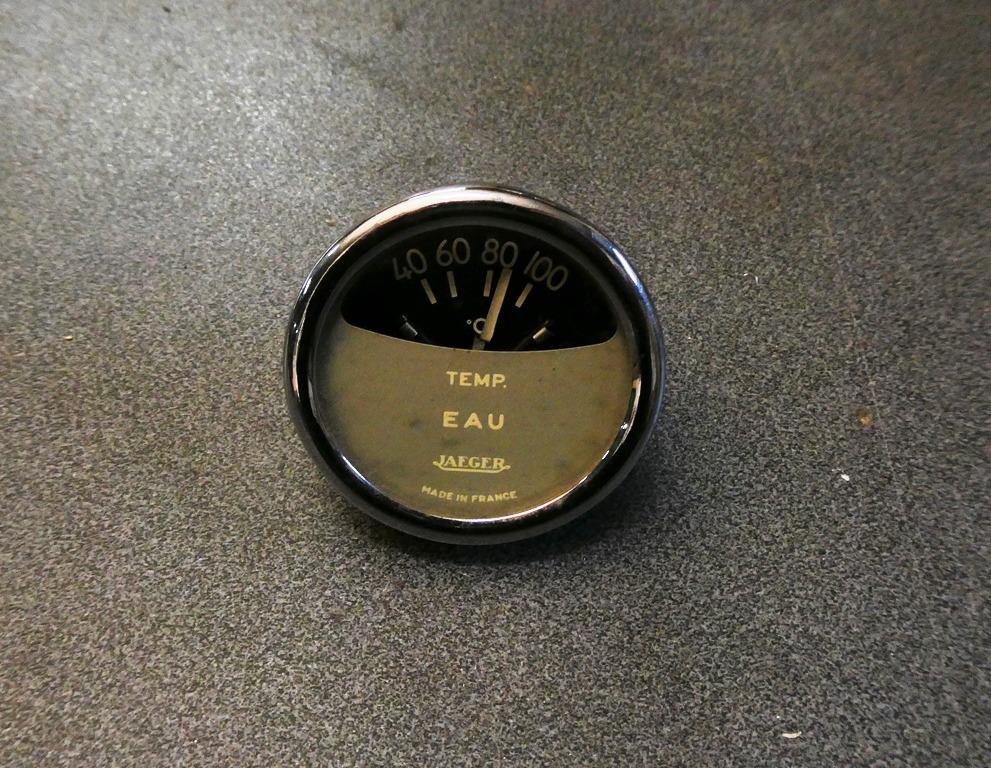 40 60 80 100
°C
TEMP.
EAU
JAEGER
MADE IN FRANCE